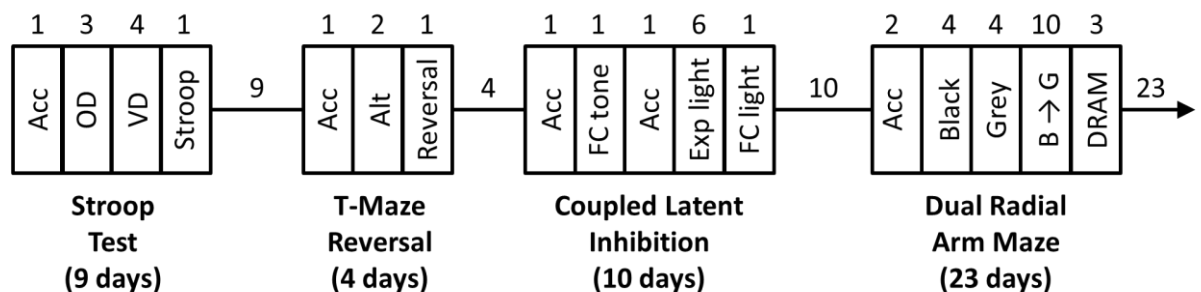 1 3 4 1 1 2 1 1 1 1 6 1 2 4 4 10 3
Acc OD VD Stroop 9 Acc Alt Reversal 4 Acc FC tone Acc Exp light FC light 10 Acc Black Grey B → G DRAM 23
Stroop T-Maze Coupled Latent Dual Radial
Test Reversal Inhibition Arm Maze
(9 days) (4 days) (10 days) (23 days)